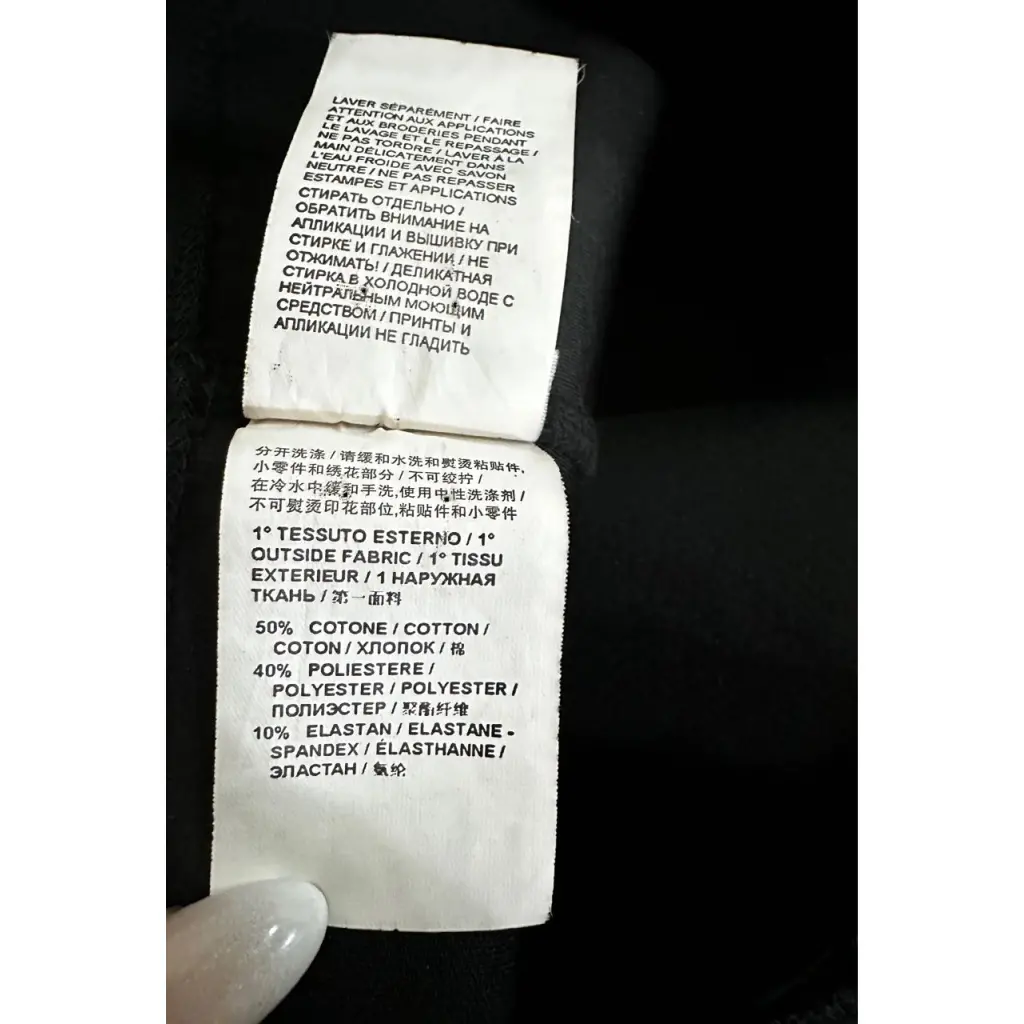 LAVER SÉPARÉMENT / FAIRE
ATTENTION AUX APPLICATIONS
ET AUX BRODERIES PENDANT
LE LAVAGE ET LE REPASSAGE /
NE PAS TORDRE / LAVER À LA
MAIN DÉLICATEMENT DANS
L'EAU FROIDE AVEC SAVON
NEUTRE / NE PAS REPASSER
ESTAMPES ET APPLICATIONS
СТИРАТЬ ОТДЕЛЬНО /
ОБРАТИТЬ ВНИМАНИЕ НА
АПЛИКАЦИИ И ВЫШИВКУ ПРИ
СТИРКЕ И ГЛАЖЕНИИ / НЕ
ОТЖИМАТЬ! / ДЕЛИКАТНАЯ
СТИРКА В ХОЛОДНОЙ ВОДЕ С
НЕЙТРАЛЬНЫМ МОЮЩИМ
СРЕДСТВОМ / ПРИНТЫ И
АПЛИКАЦИИ НЕ ГЛАДИТЬ
分开洗涤 / 请缓和水洗和熨烫粘贴件,
小零件和绣花部分 / 不可绞拧 /
在冷水中缓和手洗,使用中性洗涤剂 /
不可熨烫印花部位,粘贴件和小零件
1° TESSUTO ESTERNO / 1°
OUTSIDE FABRIC / 1° TISSU
EXTERIEUR / 1 НАРУЖНАЯ
ТКАНЬ / 第一面料
50% COTONE / COTTON /
COTON / ХЛОПОК / 棉
40% POLIESTERE /
POLYESTER / POLYESTER /
ПОЛИЭСТЕР / 聚酯纤维
10% ELASTAN / ELASTANE -
SPANDEX / ÉLASTHANNE /
ЭЛАСТАН / 氨纶